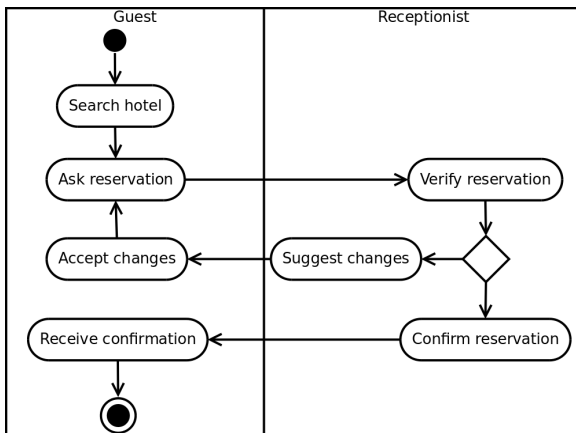 Guest
Receptionist
Search hotel
Ask reservation
Verify reservation
Accept changes
Suggest changes
Receive confirmation
Confirm reservation